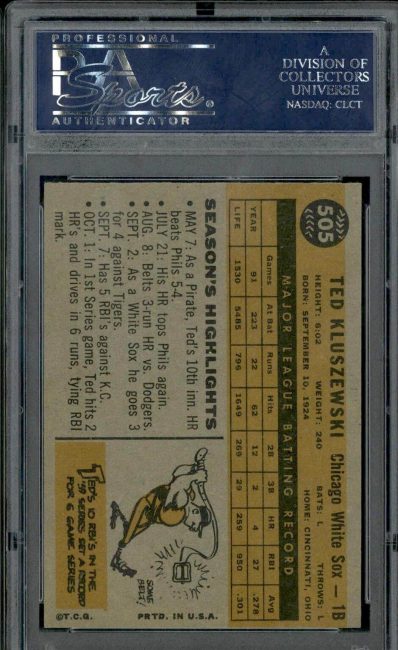 PROFESSIONAL
PSA
Sports®
AUTHENTICATOR
A
DIVISION OF
COLLECTORS
UNIVERSE
NASDAQ: CLCT
505
TED KLUSZEWSKI Chicago White Sox — 1B
HEIGHT: 6:02 WEIGHT: 240 BATS: L THROWS: L
BORN: SEPTEMBER 10, 1924 HOME: CINCINNATI, OHIO
MAJOR LEAGUE BATTING RECORD
Games At Bat Runs Hits 2B 3B HR RBI Avg
YEAR 91 223 22 62 12 2 4 27 .278
LIFE 1530 5485 796 1649 269 29 259 950 .301
SEASON'S HIGHLIGHTS
• MAY 7: As a Pirate, Ted's 10th inn. HR
beats Phils 5-4.
• JULY 21: His HR tops Phils again.
• AUG. 8: Belts 3-run HR vs. Dodgers.
• SEPT. 2: As a White Sox he goes 3
for 4 against Tigers.
• SEPT. 7: Has 5 RBI's against K.C.
• OCT. 1: In 1st Series game, Ted hits 2
HR's and drives in 6 runs, tying RBI
mark.
SOME
BELT!
TED'S 10 RBI'S IN THE
'59 SERIES SET A RECORD
FOR 6 GAME SERIES
©T.C.G. PRTD. IN U.S.A.